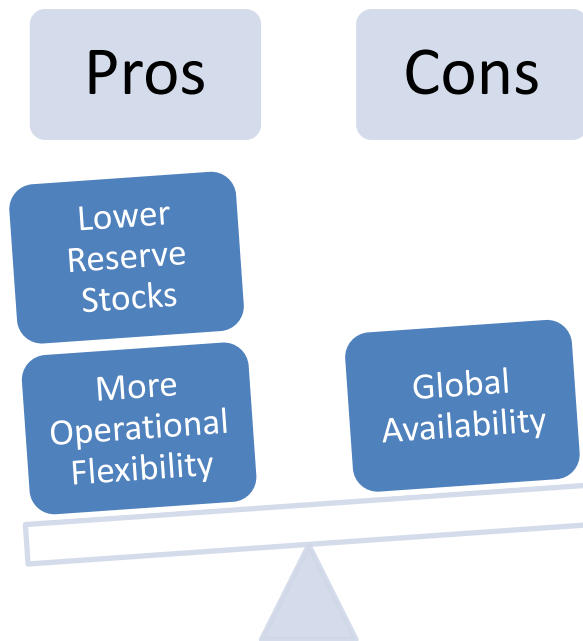 Pros
Cons
Lower
Reserve
Stocks
More
Operational
Flexibility
Global
Availability